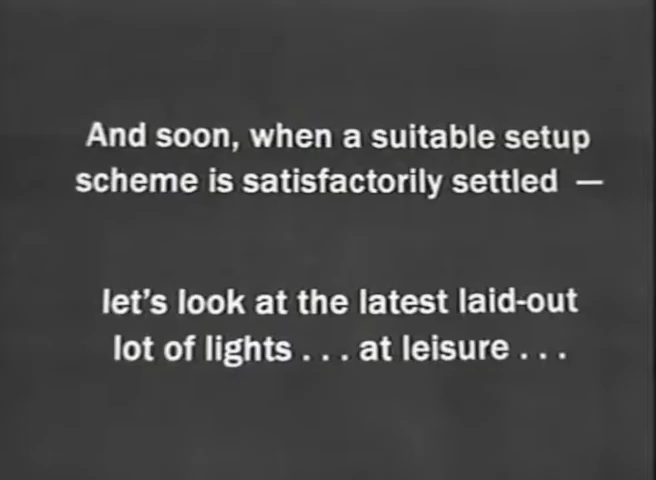 And soon, when a suitable setup
scheme is satisfactorily settled —
let's look at the latest laid-out
lot of lights . . . at leisure . . .